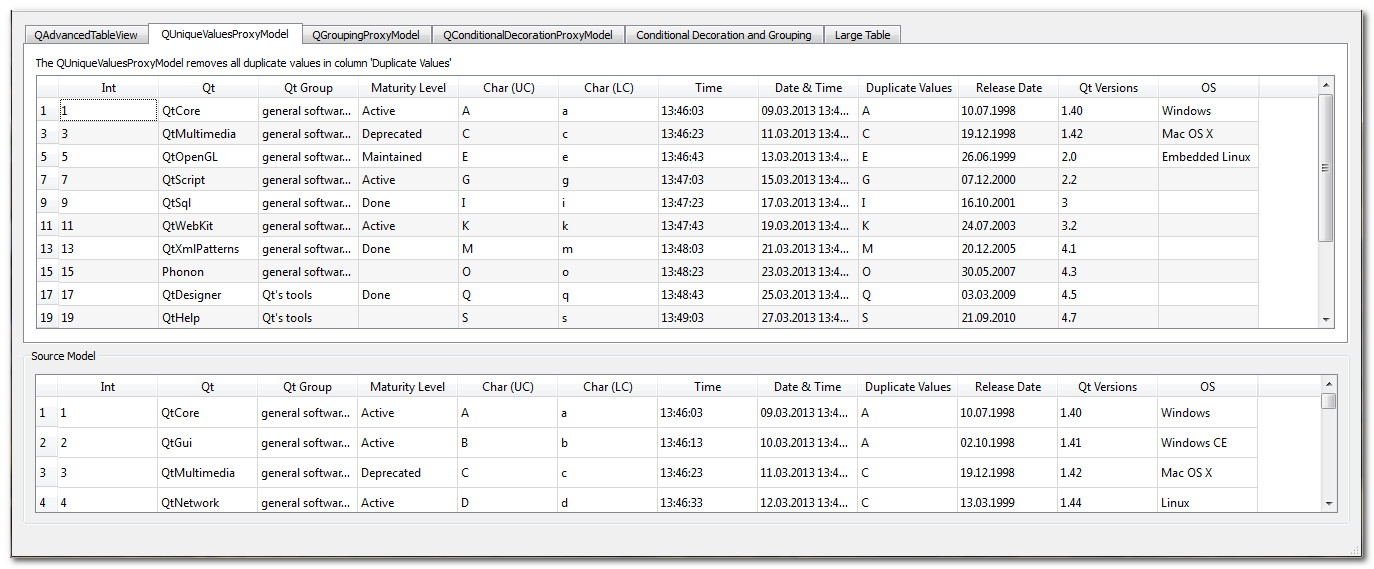 QAdvancedTableView QUniqueValuesProxyModel QGroupingProxyModel QConditionalDecorationProxyModel Conditional Decoration and Grouping Large Table
The QUniqueValuesProxyModel removes all duplicate values in column 'Duplicate Values'
Int Qt Qt Group Maturity Level Char (UC) Char (LC) Time Date & Time Duplicate Values Release Date Qt Versions OS
1 1 QtCore general softwar... Active A a 13:46:03 09.03.2013 13:4... A 10.07.1998 1.40 Windows
3 3 QtMultimedia general softwar... Deprecated C c 13:46:23 11.03.2013 13:4... C 19.12.1998 1.42 Mac OS X
5 5 QtOpenGL general softwar... Maintained E e 13:46:43 13.03.2013 13:4... E 26.06.1999 2.0 Embedded Linux
7 7 QtScript general softwar... Active G g 13:47:03 15.03.2013 13:4... G 07.12.2000 2.2
9 9 QtSql general softwar... Done I i 13:47:23 17.03.2013 13:4... I 16.10.2001 3
11 11 QtWebKit general softwar... Active K k 13:47:43 19.03.2013 13:4... K 24.07.2003 3.2
13 13 QtXmlPatterns general softwar... Done M m 13:48:03 21.03.2013 13:4... M 20.12.2005 4.1
15 15 Phonon general softwar... O o 13:48:23 23.03.2013 13:4... O 30.05.2007 4.3
17 17 QtDesigner Qt's tools Done Q q 13:48:43 25.03.2013 13:4... Q 03.03.2009 4.5
19 19 QtHelp Qt's tools S s 13:49:03 27.03.2013 13:4... S 21.09.2010 4.7
Source Model
Int Qt Qt Group Maturity Level Char (UC) Char (LC) Time Date & Time Duplicate Values Release Date Qt Versions OS
1 1 QtCore general softwar... Active A a 13:46:03 09.03.2013 13:4... A 10.07.1998 1.40 Windows
2 2 QtGui general softwar... Active B b 13:46:13 10.03.2013 13:4... A 02.10.1998 1.41 Windows CE
3 3 QtMultimedia general softwar... Deprecated C c 13:46:23 11.03.2013 13:4... C 19.12.1998 1.42 Mac OS X
4 4 QtNetwork general softwar... Active D d 13:46:33 12.03.2013 13:4... C 13.03.1999 1.44 Linux